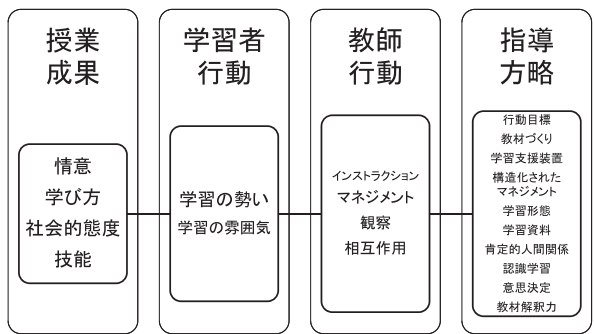 授業
成果
情意
学び方
社会的態度
技能
学習者
行動
学習の勢い
学習の雰囲気
教師
行動
インストラクション
マネジメント
観察
相互作用
指導
方略
行動目標
教材づくり
学習支援装置
構造化された
マネジメント
学習形態
学習資料
肯定的人間関係
認識学習
意思決定
教材解釈力